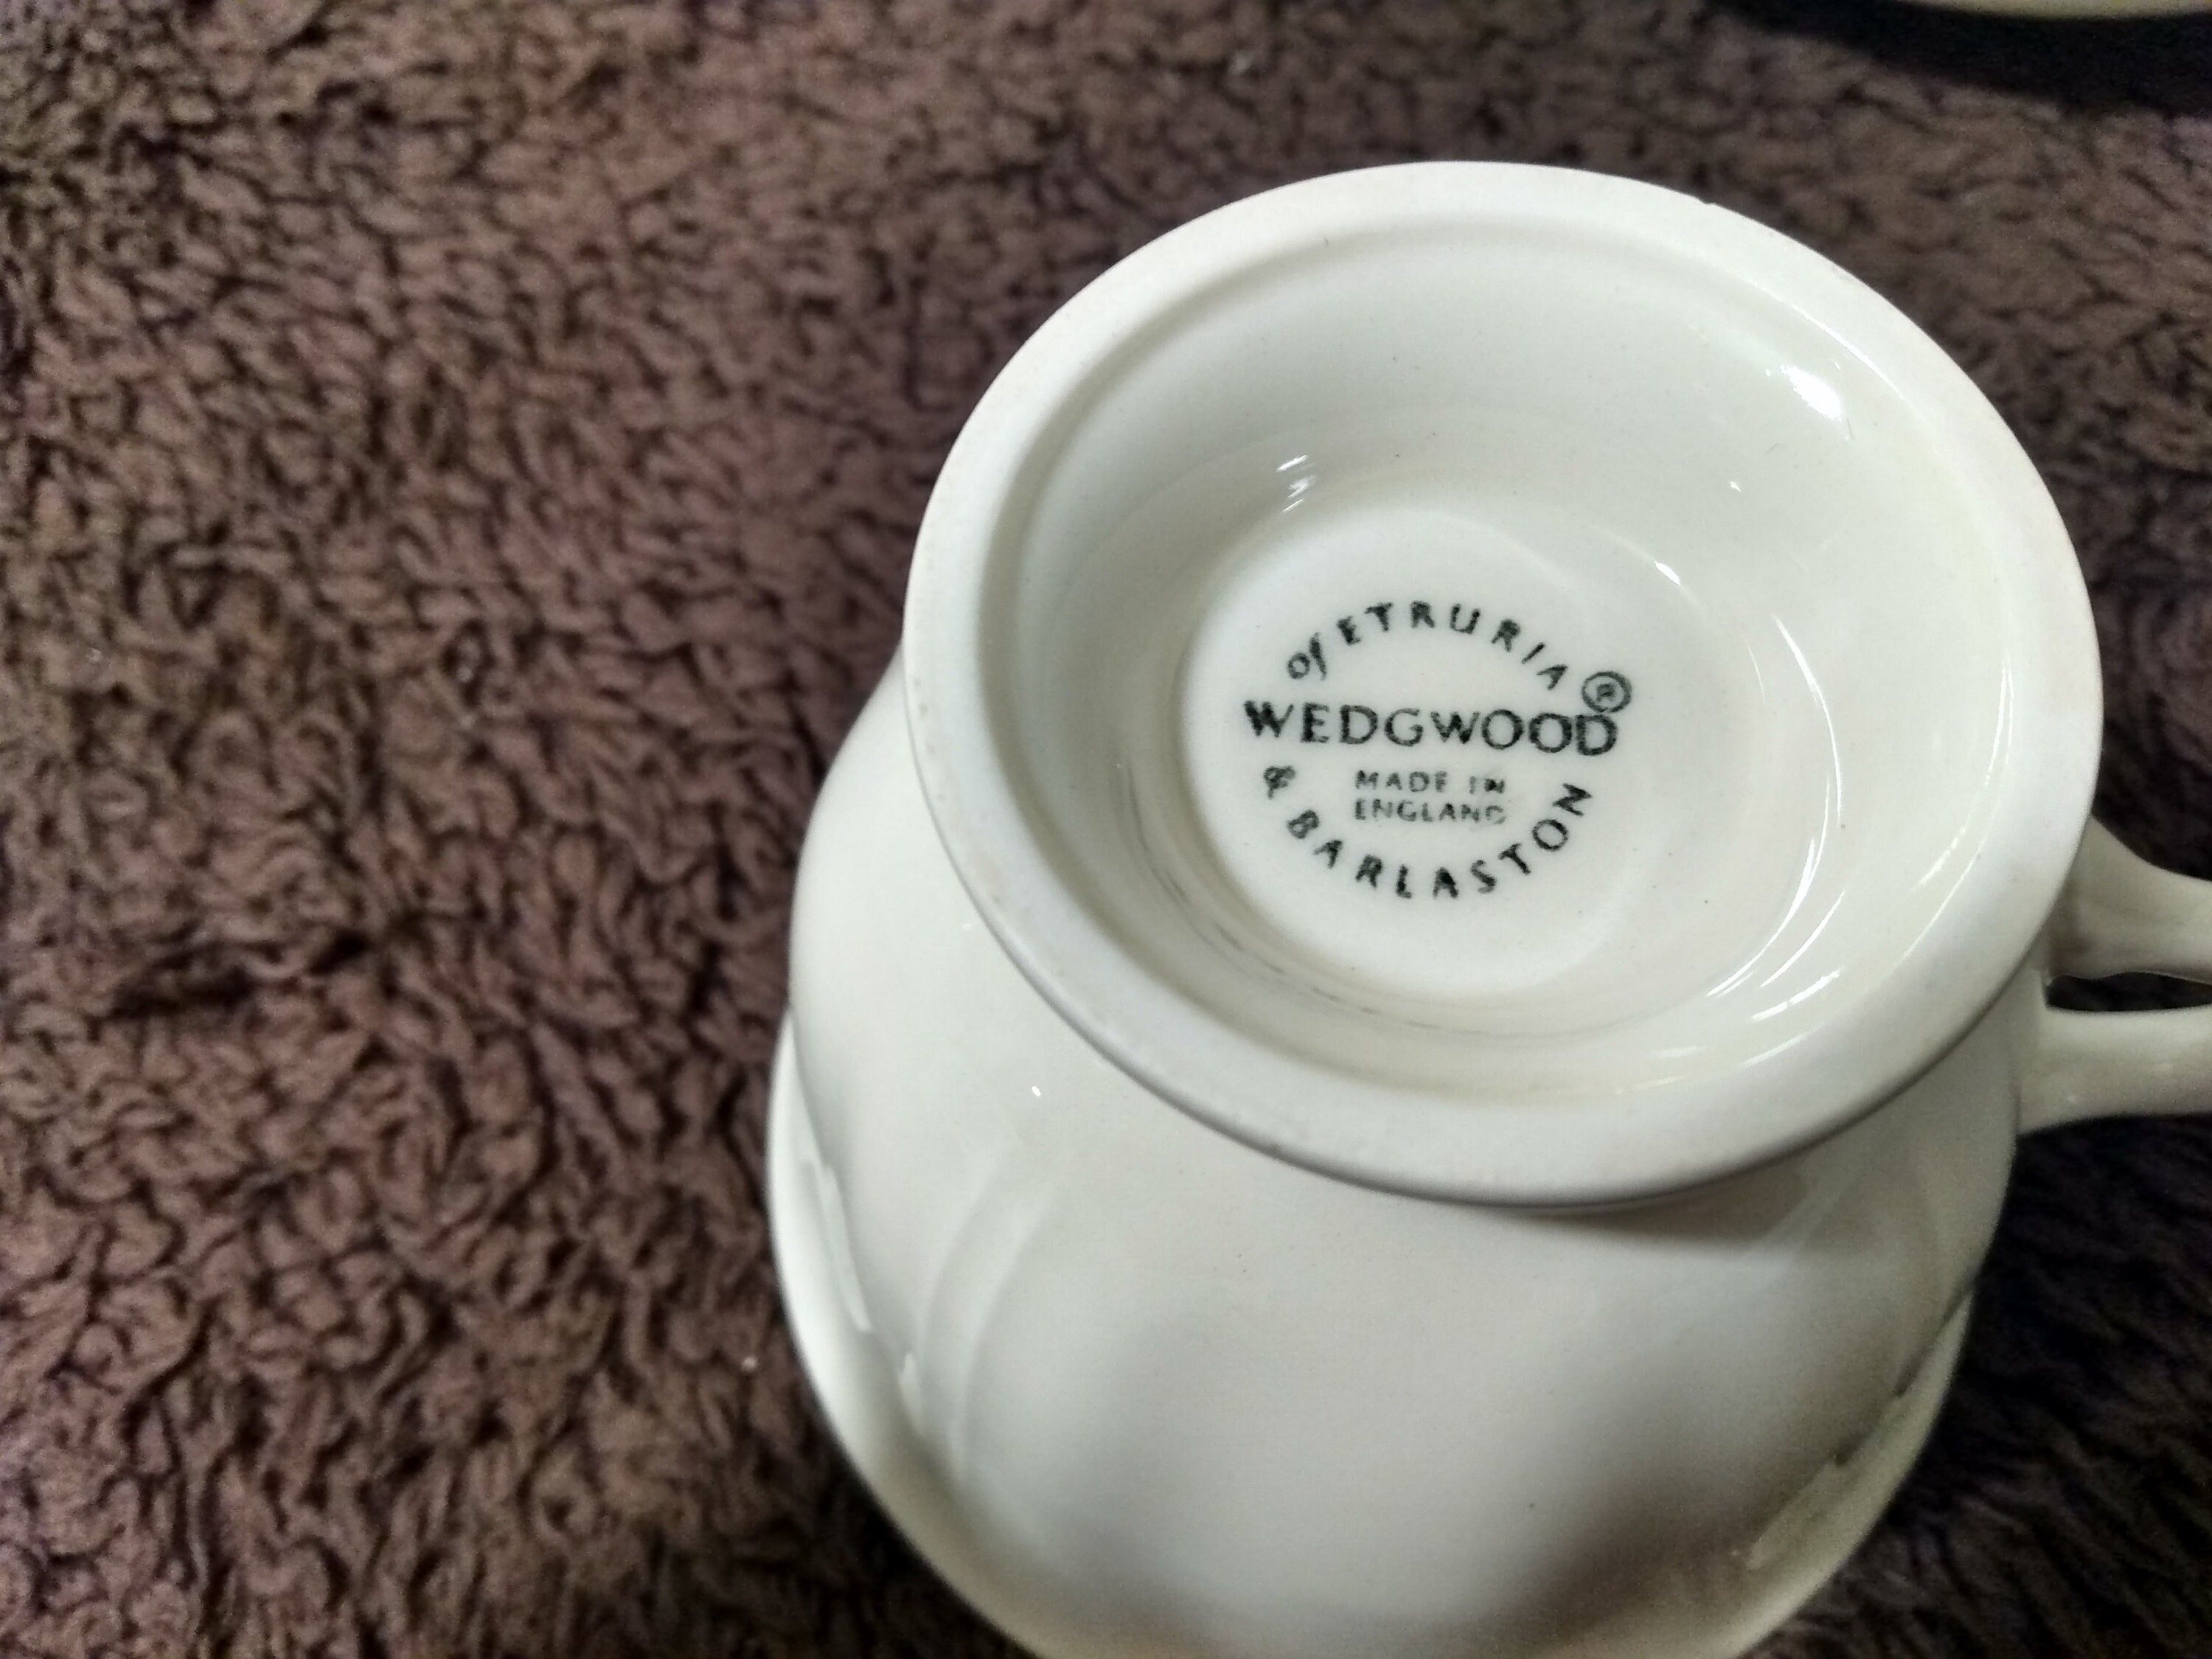 of ETRURIA ®
WEDGWOOD
MADE IN
ENGLAND
& BARLASTON